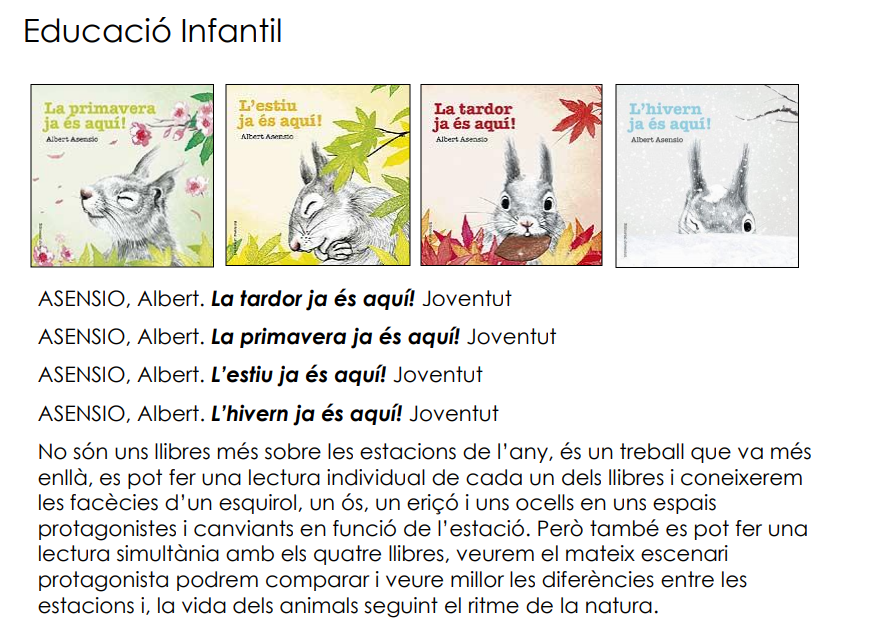 Educació Infantil
La primavera
ja és aquí!
Albert Asensio
L'estiu
ja és aquí!
Albert Asensio
La tardor
ja és aquí!
Albert Asensio
L'hivern
ja és aquí!
Albert Asensio
ASENSIO, Albert. La tardor ja és aquí! Joventut
ASENSIO, Albert. La primavera ja és aquí! Joventut
ASENSIO, Albert. L'estiu ja és aquí! Joventut
ASENSIO, Albert. L'hivern ja és aquí! Joventut
No són uns llibres més sobre les estacions de l'any, és un treball que va més
enllà, es pot fer una lectura individual de cada un dels llibres i coneixerem
les facècies d'un esquirol, un ós, un eriçó i uns ocells en uns espais
protagonistes i canviants en funció de l'estació. Però també es pot fer una
lectura simultània amb els quatre llibres, veurem el mateix escenari
protagonista podrem comparar i veure millor les diferències entre les
estacions i, la vida dels animals seguint el ritme de la natura.